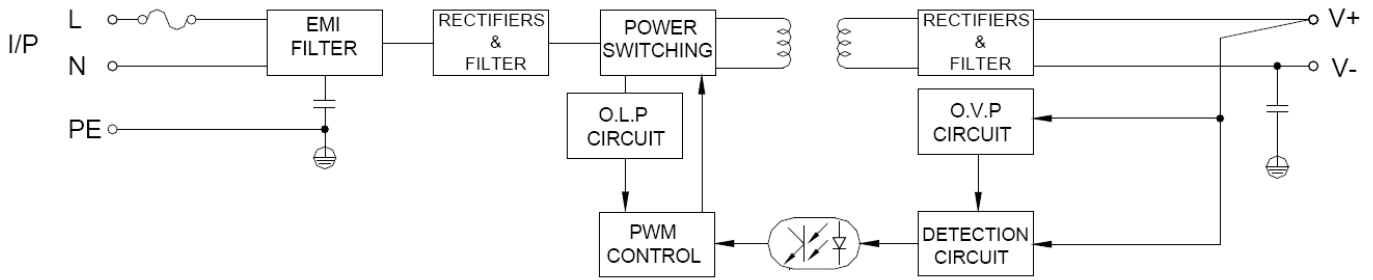 I/P
L
N
PE
EMI
FILTER
RECTIFIERS
&
FILTER
POWER
SWITCHING
RECTIFIERS
&
FILTER
V+
V-
O.L.P
CIRCUIT
O.V.P
CIRCUIT
PWM
CONTROL
DETECTION
CIRCUIT